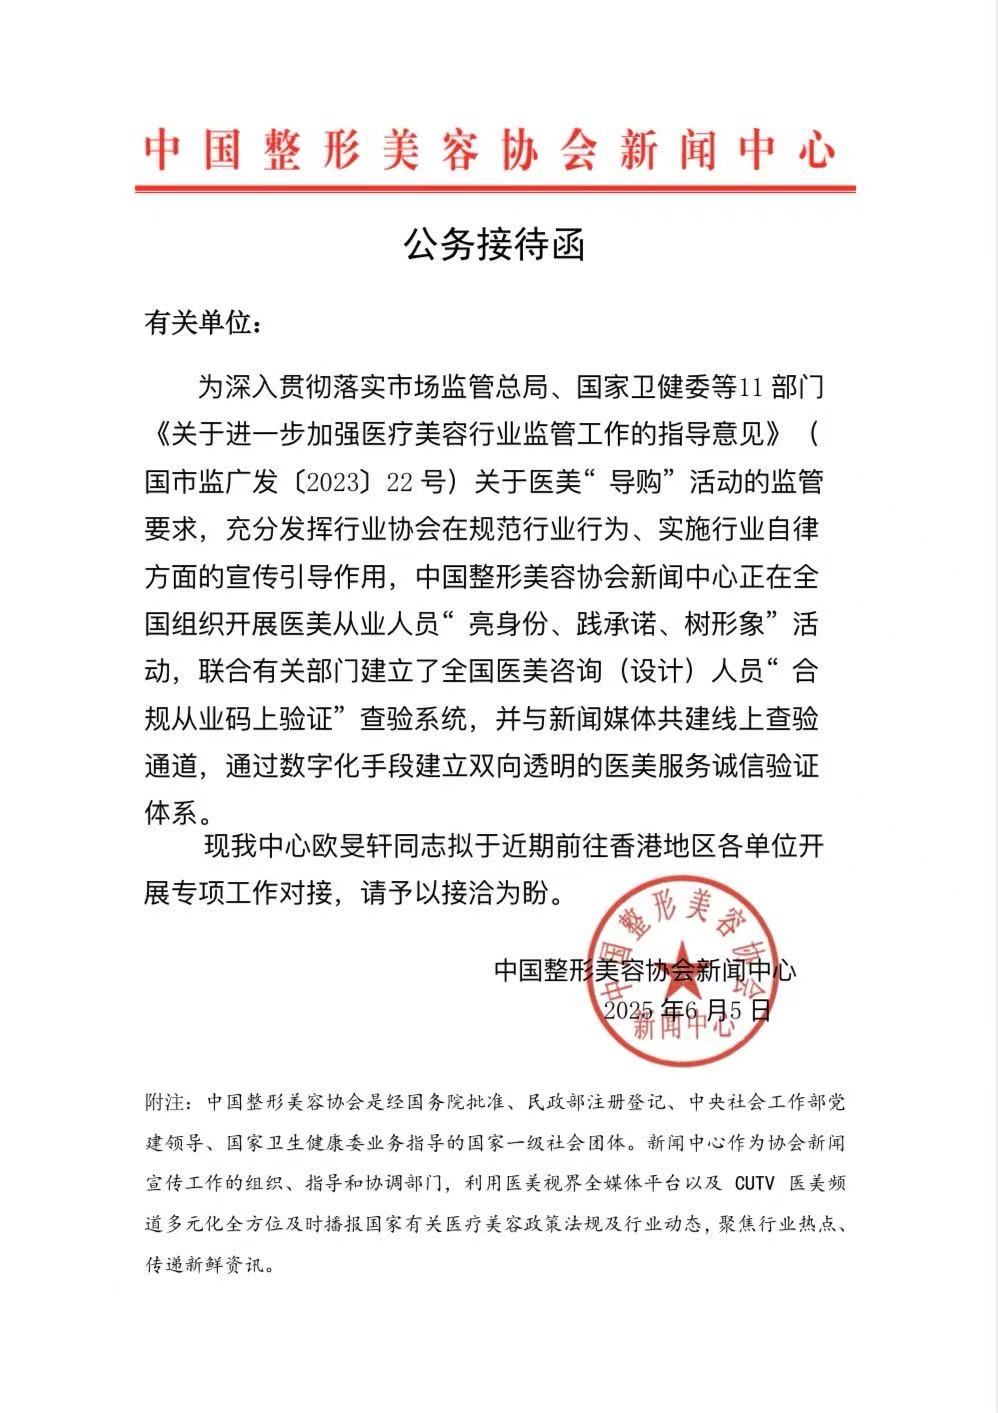 中国整形美容协会新闻中心
公务接待函
有关单位：
为深入贯彻落实市场监管总局、国家卫健委等11部门
《关于进一步加强医疗美容行业监管工作的指导意见》（
国市监广发〔2023〕22号）关于医美“导购”活动的监管
要求，充分发挥行业协会在规范行业行为、实施行业自律
方面的宣传引导作用，中国整形美容协会新闻中心正在全
国组织开展医美从业人员“亮身份、践承诺、树形象”活
动，联合有关部门建立了全国医美咨询（设计）人员“合
规从业码上验证”查验系统，并与新闻媒体共建线上查验
通道，通过数字化手段建立双向透明的医美服务诚信验证
体系。
现我中心欧旻轩同志拟于近期前往香港地区各单位开
展专项工作对接，请予以接洽为盼。
中国整形美容协会新闻中心
2025年6月5日
中国整形美容协会
新闻中心
附注：中国整形美容协会是经国务院批准、民政部注册登记、中央社会工作部党
建领导、国家卫生健康委业务指导的国家一级社会团体。新闻中心作为协会新闻
宣传工作的组织、指导和协调部门，利用医美视界全媒体平台以及 CUTV 医美频
道多元化全方位及时播报国家有关医疗美容政策法规及行业动态，聚焦行业热点、
传递新鲜资讯。